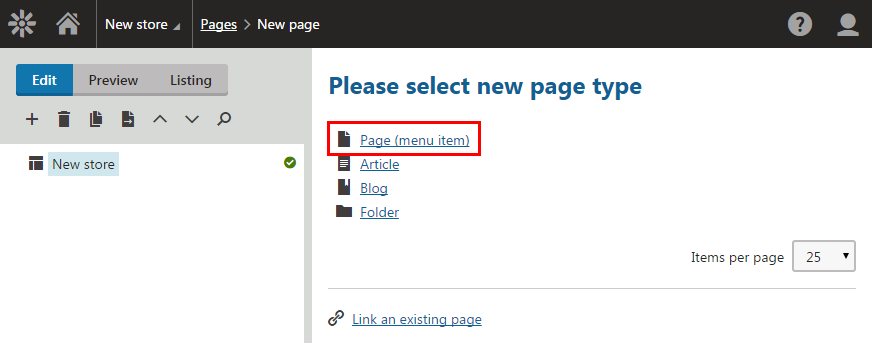 New store Pages > New page
Edit Preview Listing
New store
Please select new page type
Page (menu item)
Article
Blog
Folder
Items per page 25
Link an existing page